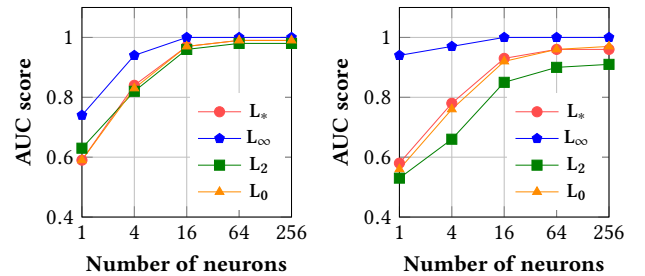 AUC score
1
0.8
0.6
0.4
L*
L∞
L2
L0
1 4 16 64 256
Number of neurons
AUC score
1
0.8
0.6
0.4
L*
L∞
L2
L0
1 4 16 64 256
Number of neurons